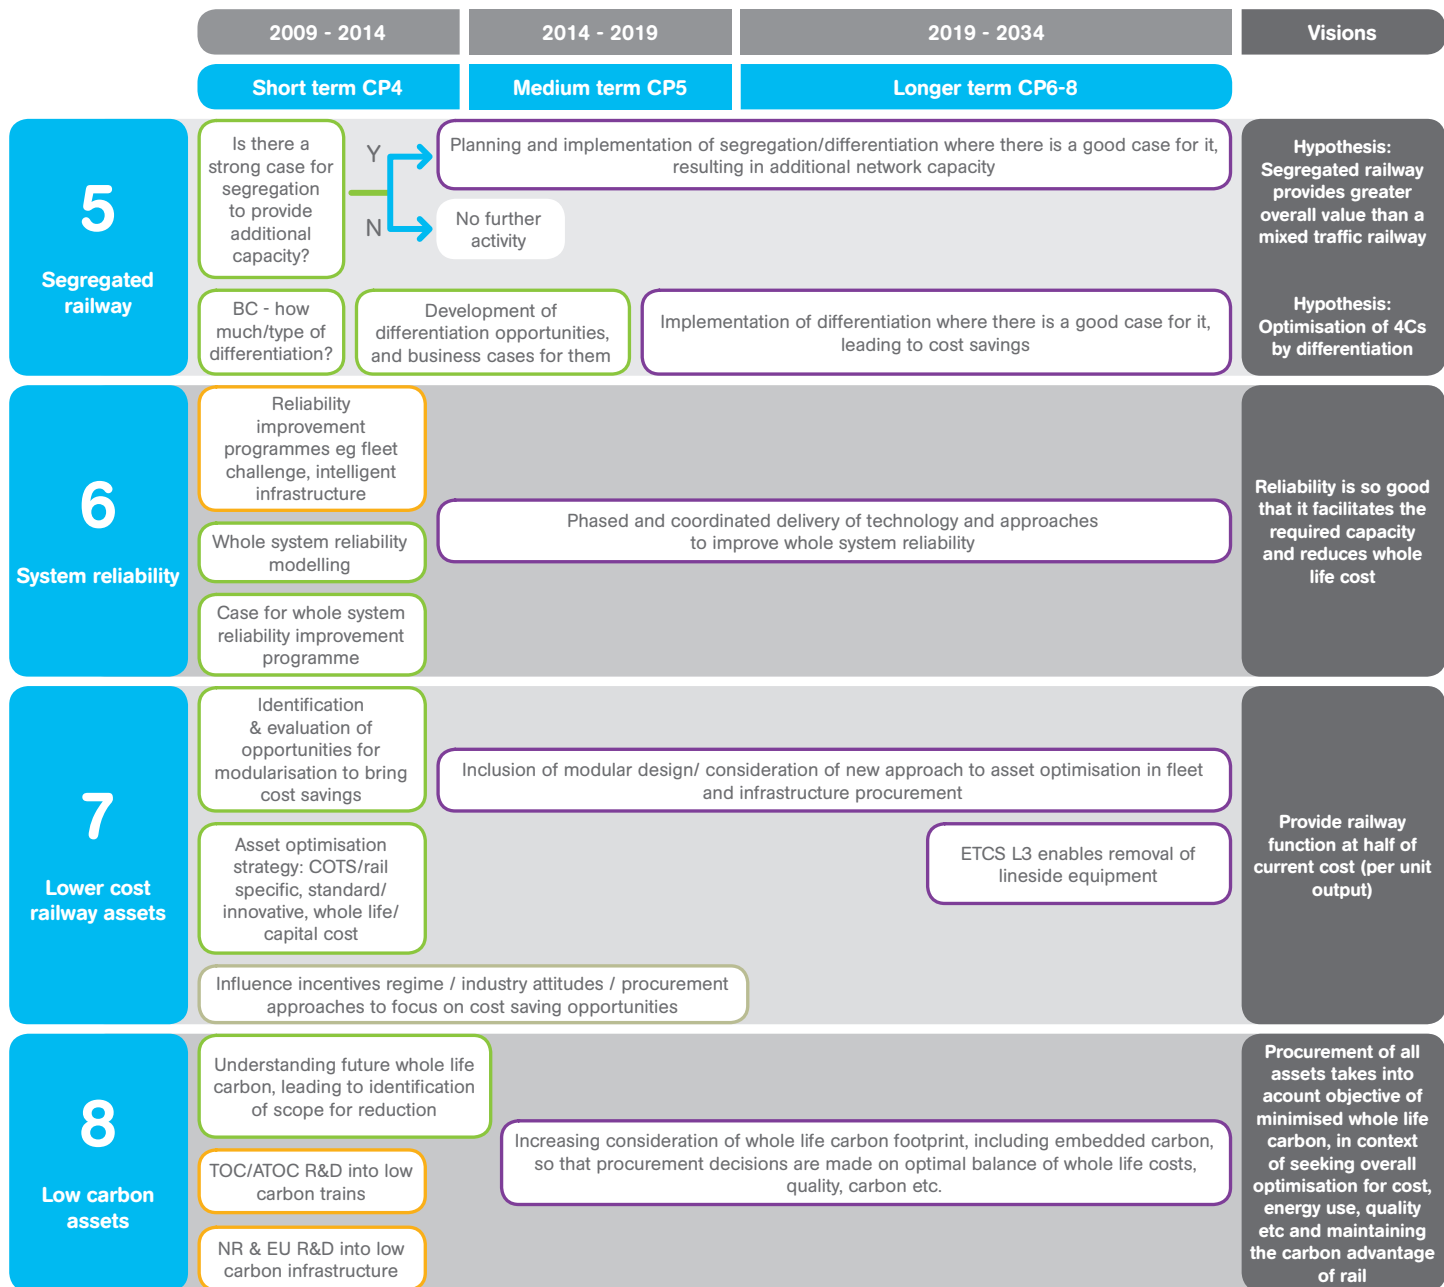 2009 - 2014
2014 - 2019
2019 - 2034
Visions
Short term CP4
Medium term CP5
Longer term CP6-8
5
Segregated
railway
Is there a
strong case for
segregation
to provide
additional
capacity?
Y
N
Planning and implementation of segregation/differentiation where there is a good case for it,
resulting in additional network capacity
No further
activity
Hypothesis:
Segregated railway
provides greater
overall value than a
mixed traffic railway
BC - how
much/type of
differentiation?
Development of
differentiation opportunities,
and business cases for them
Implementation of differentiation where there is a good case for it,
leading to cost savings
Hypothesis:
Optimisation of 4Cs
by differentiation
6
System reliability
Reliability
improvement
programmes eg fleet
challenge, intelligent
infrastructure
Whole system reliability
modelling
Case for whole system
reliability improvement
programme
Phased and coordinated delivery of technology and approaches
to improve whole system reliability
Reliability is so good
that it facilitates the
required capacity
and reduces whole
life cost
7
Lower cost
railway assets
Identification
& evaluation of
opportunities for
modularisation to bring
cost savings
Asset optimisation
strategy: COTS/rail
specific, standard/
innovative, whole life/
capital cost
Influence incentives regime / industry attitudes / procurement
approaches to focus on cost saving opportunities
Inclusion of modular design/ consideration of new approach to asset optimisation in fleet
and infrastructure procurement
ETCS L3 enables removal of
lineside equipment
Provide railway
function at half of
current cost (per unit
output)
8
Low carbon
assets
Understanding future whole life
carbon, leading to identification
of scope for reduction
TOC/ATOC R&D into low
carbon trains
NR & EU R&D into low
carbon infrastructure
Increasing consideration of whole life carbon footprint, including embedded carbon,
so that procurement decisions are made on optimal balance of whole life costs,
quality, carbon etc.
Procurement of all
assets takes into
acount objective of
minimised whole life
carbon, in context
of seeking overall
optimisation for cost,
energy use, quality
etc and maintaining
the carbon advantage
of rail